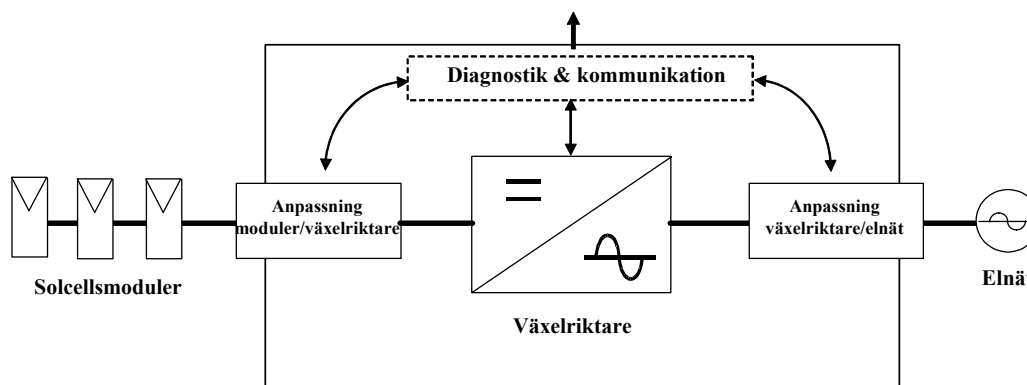 Diagnostik & kommunikation
Anpassning
moduler/växelriktare
Anpassning
växelriktare/elnät
Solcellsmoduler
Växelriktare
Elnät